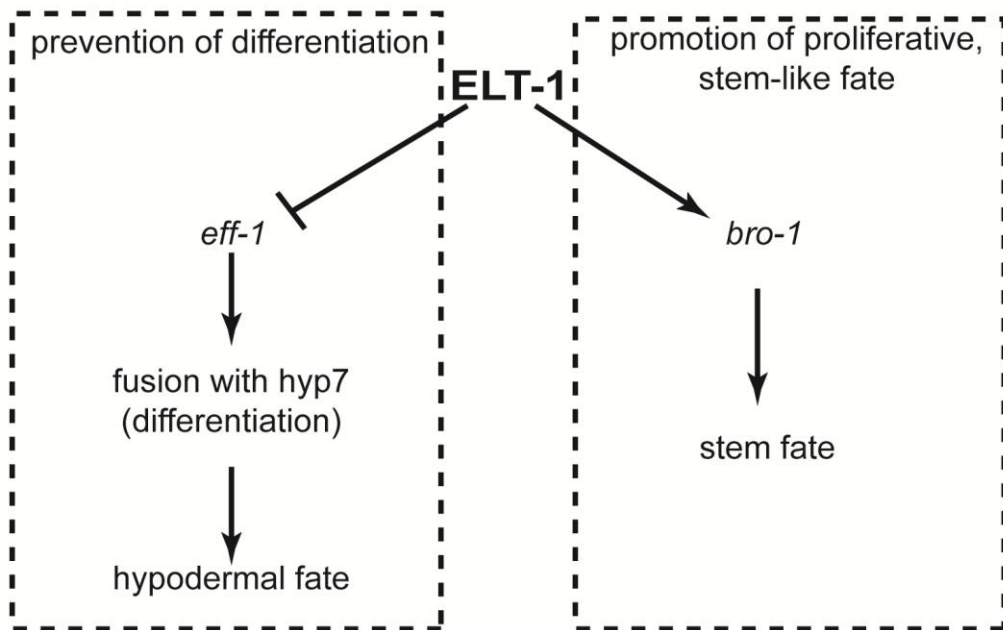 prevention of differentiation
promotion of proliferative,
stem-like fate
ELT-1
eff-1
bro-1
fusion with hyp7
(differentiation)
stem fate
hypodermal fate